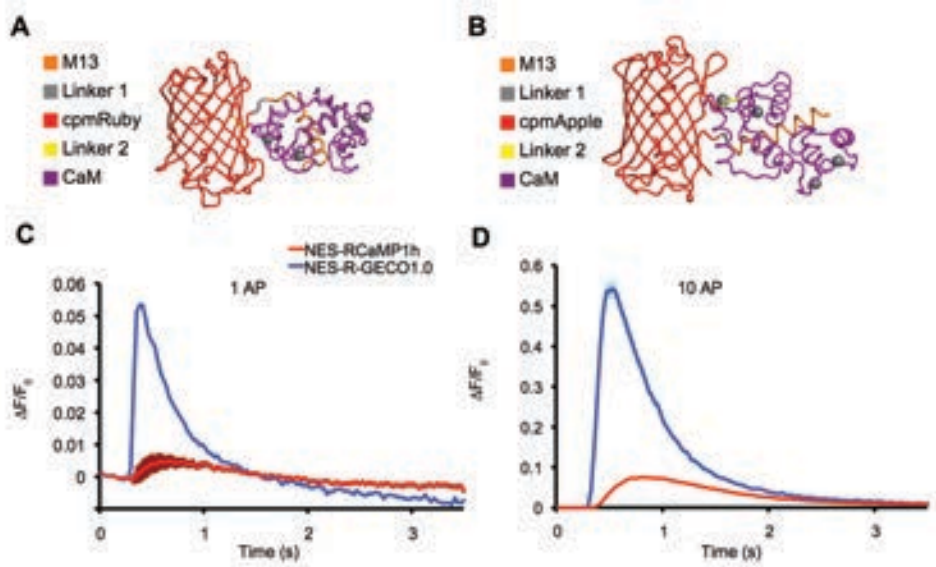 A
M13
Linker 1
cpmRuby
Linker 2
CaM
B
M13
Linker 1
cpmApple
Linker 2
CaM
C
NES-RCaMP1h
NES-R-GECO1.0
1 AP
0.06
0.05
0.04
0.03
0.02
0.01
0
ΔF/F₀
0 1 2 3
Time (s)
D
10 AP
0.6
0.5
0.4
0.3
0.2
0.1
0
ΔF/F₀
0 1 2 3
Time (s)